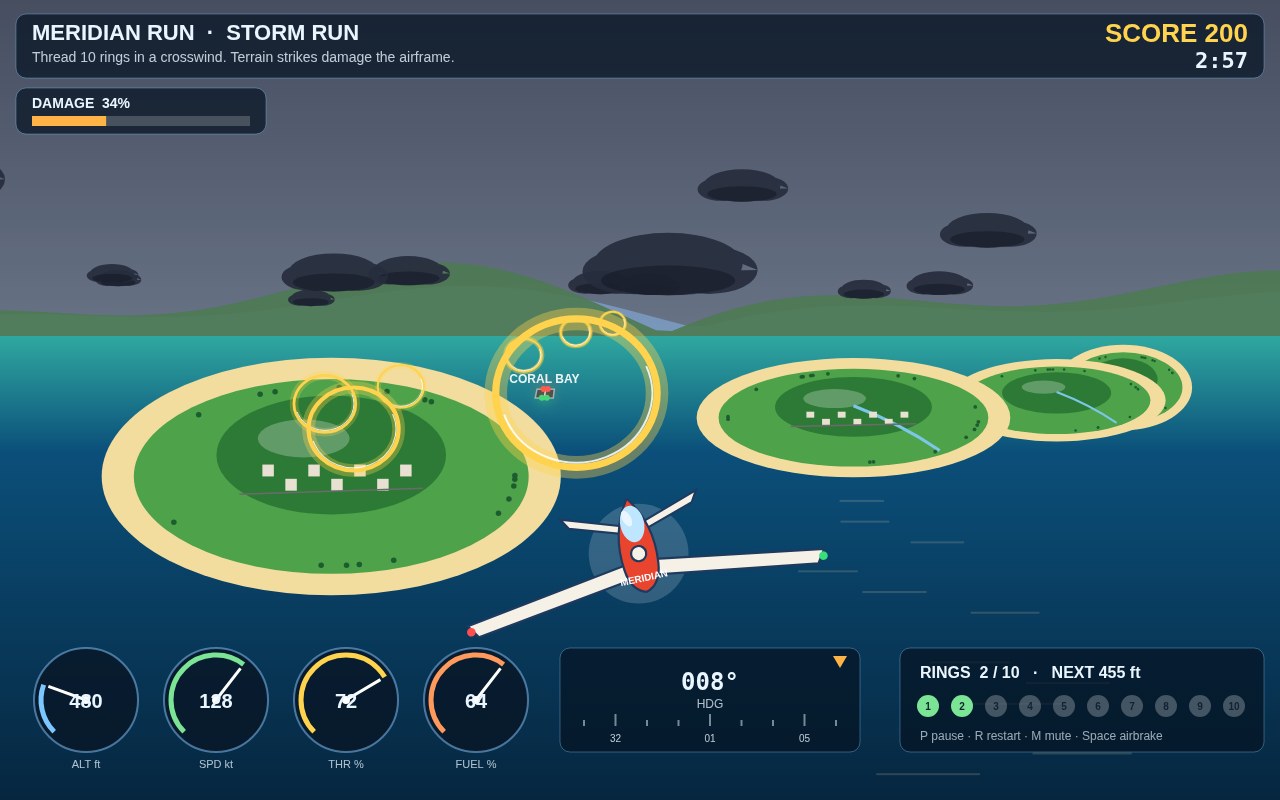 MERIDIAN RUN · STORM RUN
Thread 10 rings in a crosswind. Terrain strikes damage the airframe.
SCORE 200
2:57
DAMAGE 34%
CORAL BAY
MERIDIAN
480
ALT ft
128
SPD kt
72
THR %
64
FUEL %
008°
HDG
32 01 05
RINGS 2 / 10 · NEXT 455 ft
1 2 3 4 5 6 7 8 9 10
P pause · R restart · M mute · Space airbrake